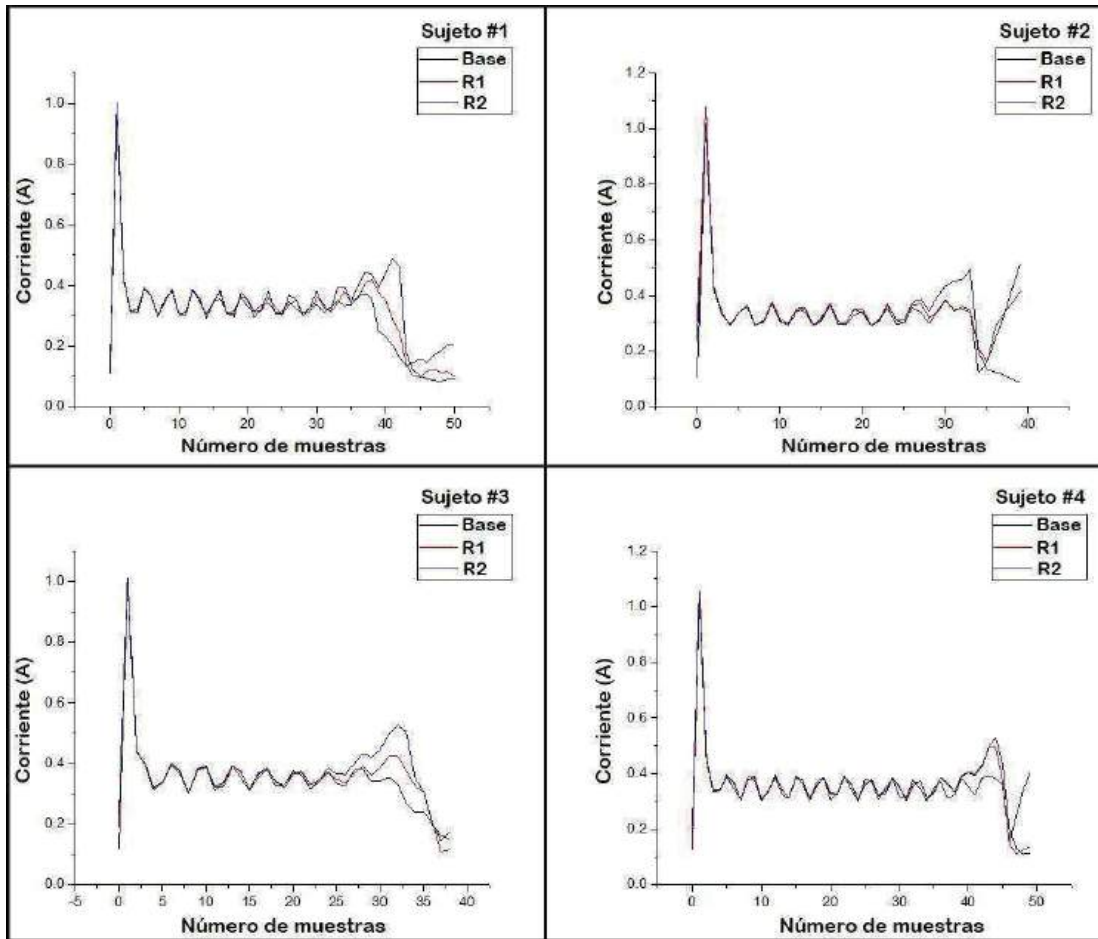 Sujeto #1
Base
R1
R2
Corriente (A)
1.0
0.8
0.6
0.4
0.2
0.0
0 10 20 30 40 50
Número de muestras
Sujeto #2
Base
R1
R2
Corriente (A)
1.2
1.0
0.8
0.6
0.4
0.2
0.0
0 10 20 30 40
Número de muestras
Sujeto #3
Base
R1
R2
Corriente (A)
1.0
0.8
0.6
0.4
0.2
0.0
-5 0 5 10 15 20 25 30 35 40
Número de muestras
Sujeto #4
Base
R1
R2
Corriente (A)
1.2
1.0
0.8
0.6
0.4
0.2
0.0
0 10 20 30 40 50
Número de muestras